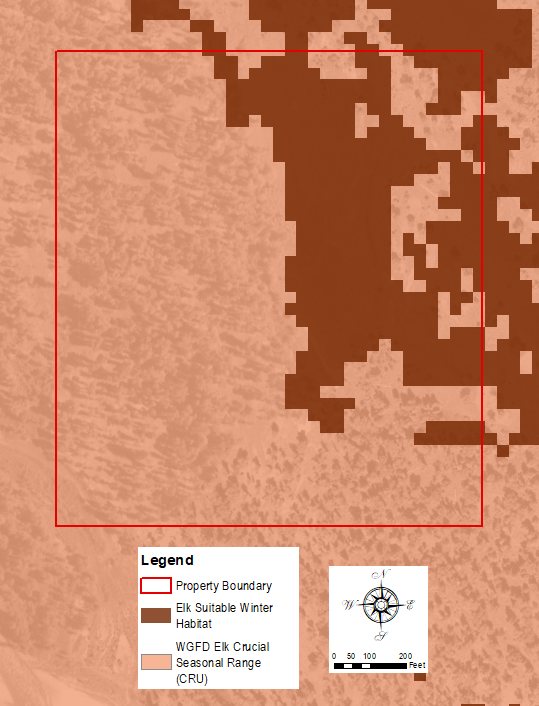 Legend
Property Boundary
Elk Suitable Winter
Habitat
WGFD Elk Crucial
Seasonal Range
(CRU)
N
W E
S
0 50 100 200
Feet